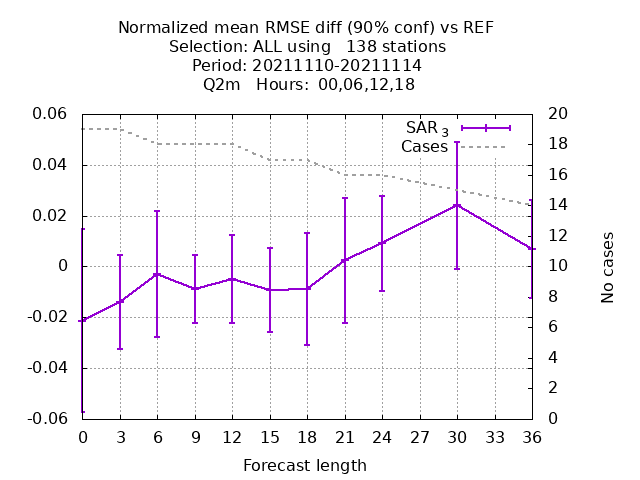 Normalized mean RMSE diff (90% conf) vs REF
Selection: ALL using   138 stations
Period: 20211110-20211114
Q2m   Hours:  00,06,12,18
SAR 3
Cases
0.06
0.04
0.02
0
-0.02
-0.04
-0.06
20
18
16
14
12
10
8
6
4
2
0
No cases
0 3 6 9 12 15 18 21 24 27 30 33 36
Forecast length